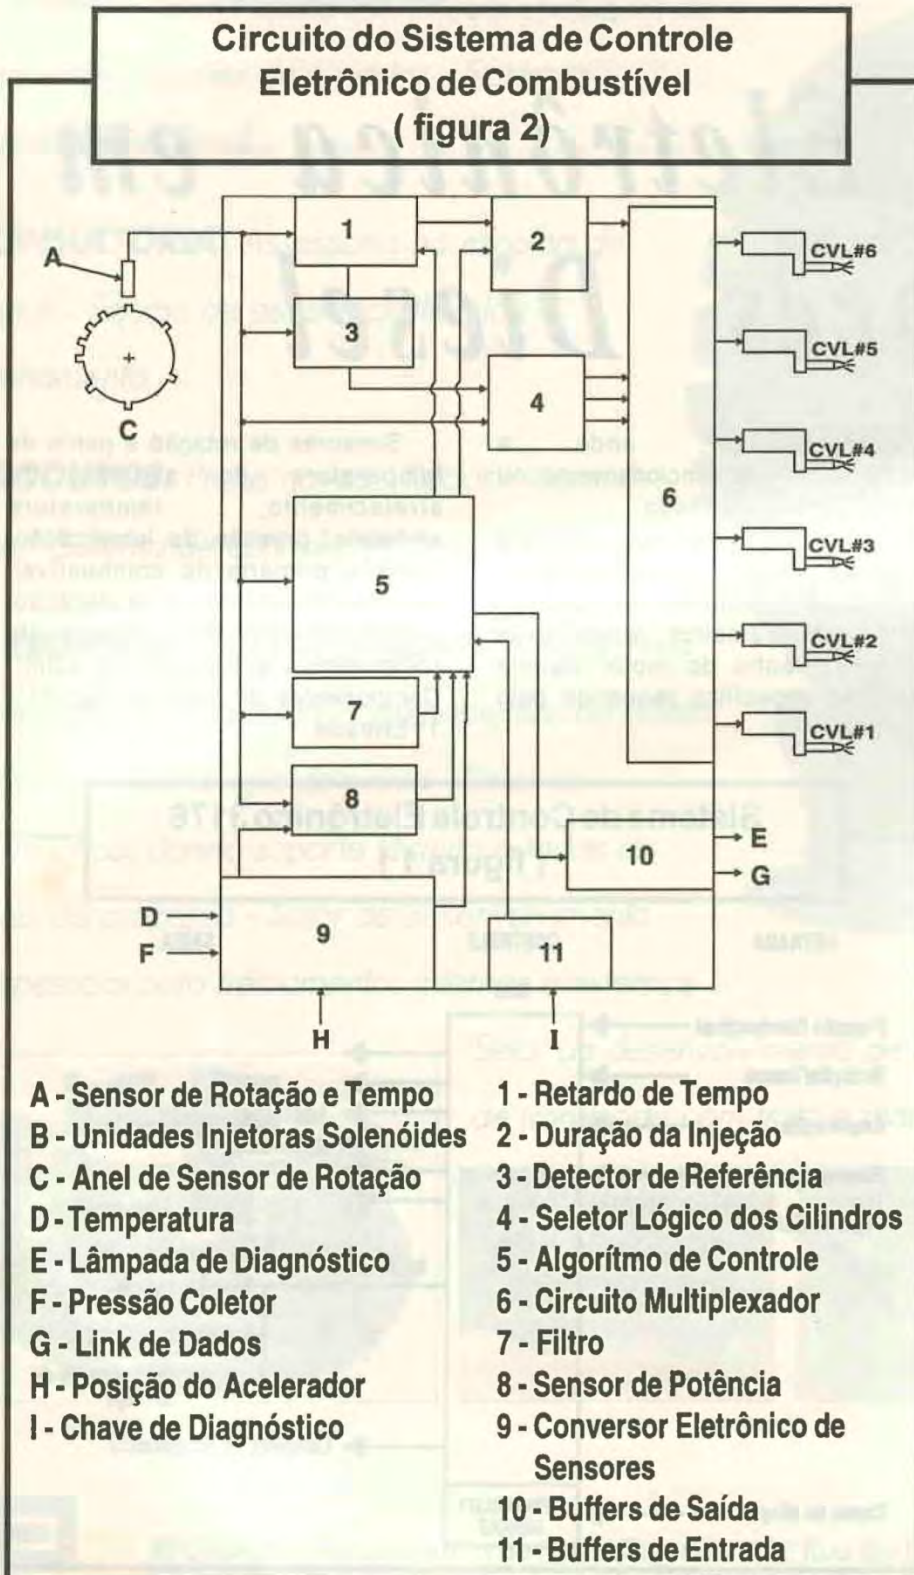 Circuito do Sistema de Controle
Eletrônico de Combustível
( figura 2)
A
C
1
2
3
4
5
6
7
8
9
10
11
CVL#6
CVL#5
CVL#4
CVL#3
CVL#2
CVL#1
D
F
E
G
H
I
A - Sensor de Rotação e Tempo
B - Unidades Injetoras Solenóides
C - Anel de Sensor de Rotação
D - Temperatura
E - Lâmpada de Diagnóstico
F - Pressão Coletor
G - Link de Dados
H - Posição do Acelerador
I - Chave de Diagnóstico
1 - Retardo de Tempo
2 - Duração da Injeção
3 - Detector de Referência
4 - Seletor Lógico dos Cilindros
5 - Algorítmo de Controle
6 - Circuito Multiplexador
7 - Filtro
8 - Sensor de Potência
9 - Conversor Eletrônico de
Sensores
10 - Buffers de Saída
11 - Buffers de Entrada